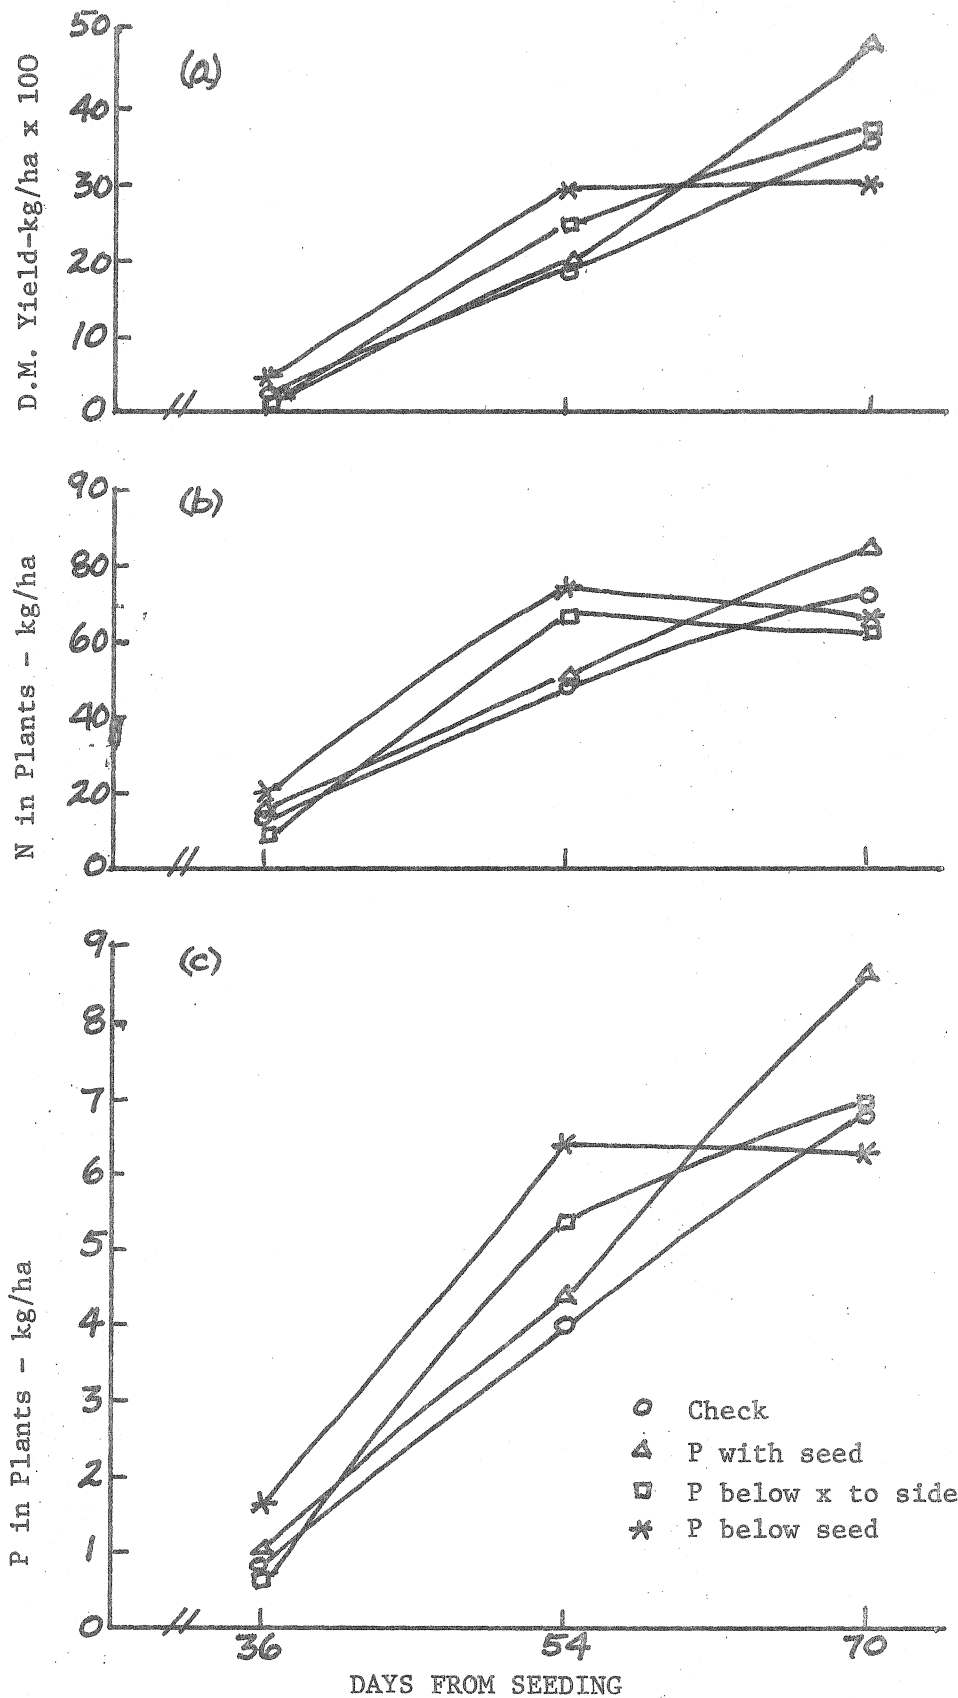 50
(a)
40
30
20
10
0
D.M. Yield-kg/ha x 100
90
(b)
80
60
40
20
0
N in Plants - kg/ha
9
(c)
8
7
6
5
4
3
2
1
0
P in Plants - kg/ha
Check
P with seed
P below x to side
P below seed
36 54 70
DAYS FROM SEEDING